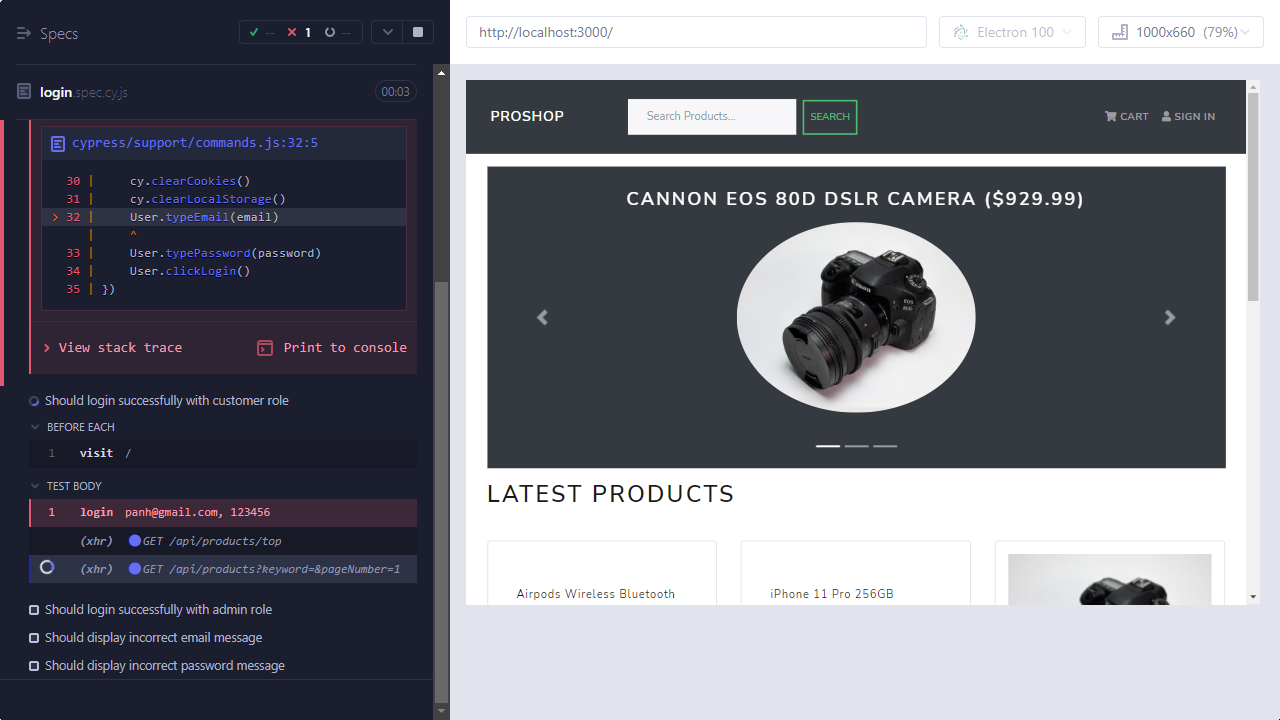 Specs
-- 1 --
login.spec.cy.js 00:03
cypress/support/commands.js:32:5
30 | cy.clearCookies()
31 | cy.clearLocalStorage()
> 32 | User.typeEmail(email)
| ^
33 | User.typePassword(password)
34 | User.clickLogin()
35 | })
> View stack trace Print to console
Should login successfully with customer role
BEFORE EACH
1 visit /
TEST BODY
1 login panh@gmail.com, 123456
(xhr) GET /api/products/top
(xhr) GET /api/products?keyword=&pageNumber=1
Should login successfully with admin role
Should display incorrect email message
Should display incorrect password message
http://localhost:3000/
Electron 100
1000x660 (79%)
PROSHOP
Search Products...
SEARCH
CART
SIGN IN
CANNON EOS 80D DSLR CAMERA ($929.99)
Canon
EOS
80D
LATEST PRODUCTS
Airpods Wireless Bluetooth
iPhone 11 Pro 256GB